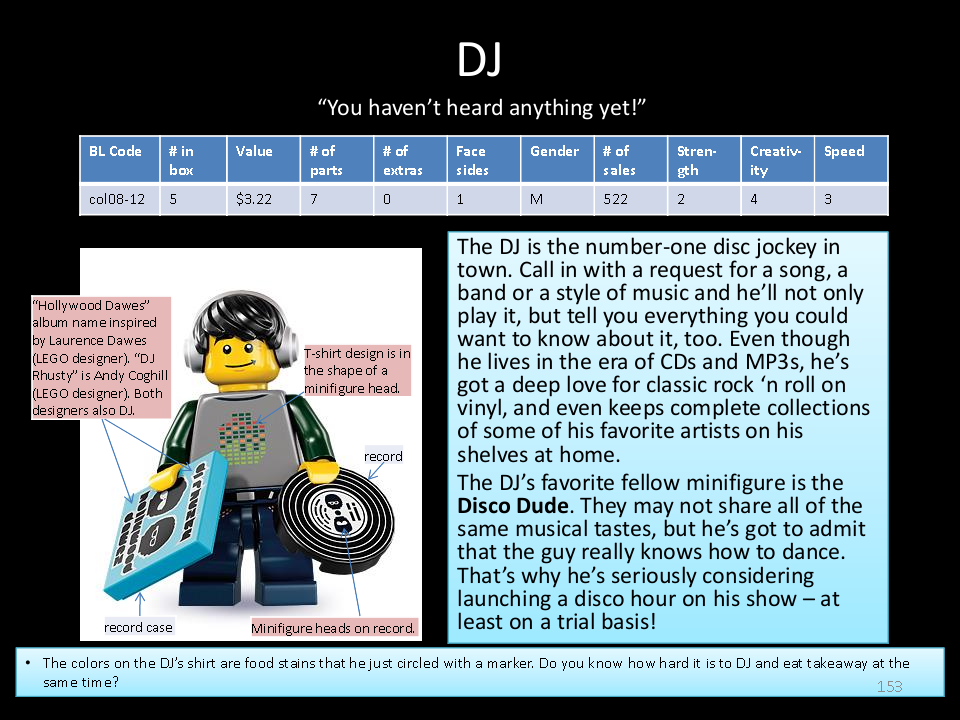 DJ
“You haven’t heard anything yet!”
BL Code # in box Value # of parts # of extras Face sides Gender # of sales Stren-gth Creativ-ity Speed
col08-12 5 $3.22 7 0 1 M 522 2 4 3
“Hollywood Dawes”
album name inspired
by Laurence Dawes
(LEGO designer). “DJ
Rhusty” is Andy Coghill
(LEGO designer). Both
designers also DJ.
T-shirt design is in
the shape of a
minifigure head.
record
record case
Minifigure heads on record.
The DJ is the number-one disc jockey in
town. Call in with a request for a song, a
band or a style of music and he’ll not only
play it, but tell you everything you could
want to know about it, too. Even though
he lives in the era of CDs and MP3s, he’s
got a deep love for classic rock ‘n roll on
vinyl, and even keeps complete collections
of some of his favorite artists on his
shelves at home.
The DJ’s favorite fellow minifigure is the
Disco Dude. They may not share all of the
same musical tastes, but he’s got to admit
that the guy really knows how to dance.
That’s why he’s seriously considering
launching a disco hour on his show – at
least on a trial basis!
• The colors on the DJ’s shirt are food stains that he just circled with a marker. Do you know how hard it is to DJ and eat takeaway at the
same time?
153